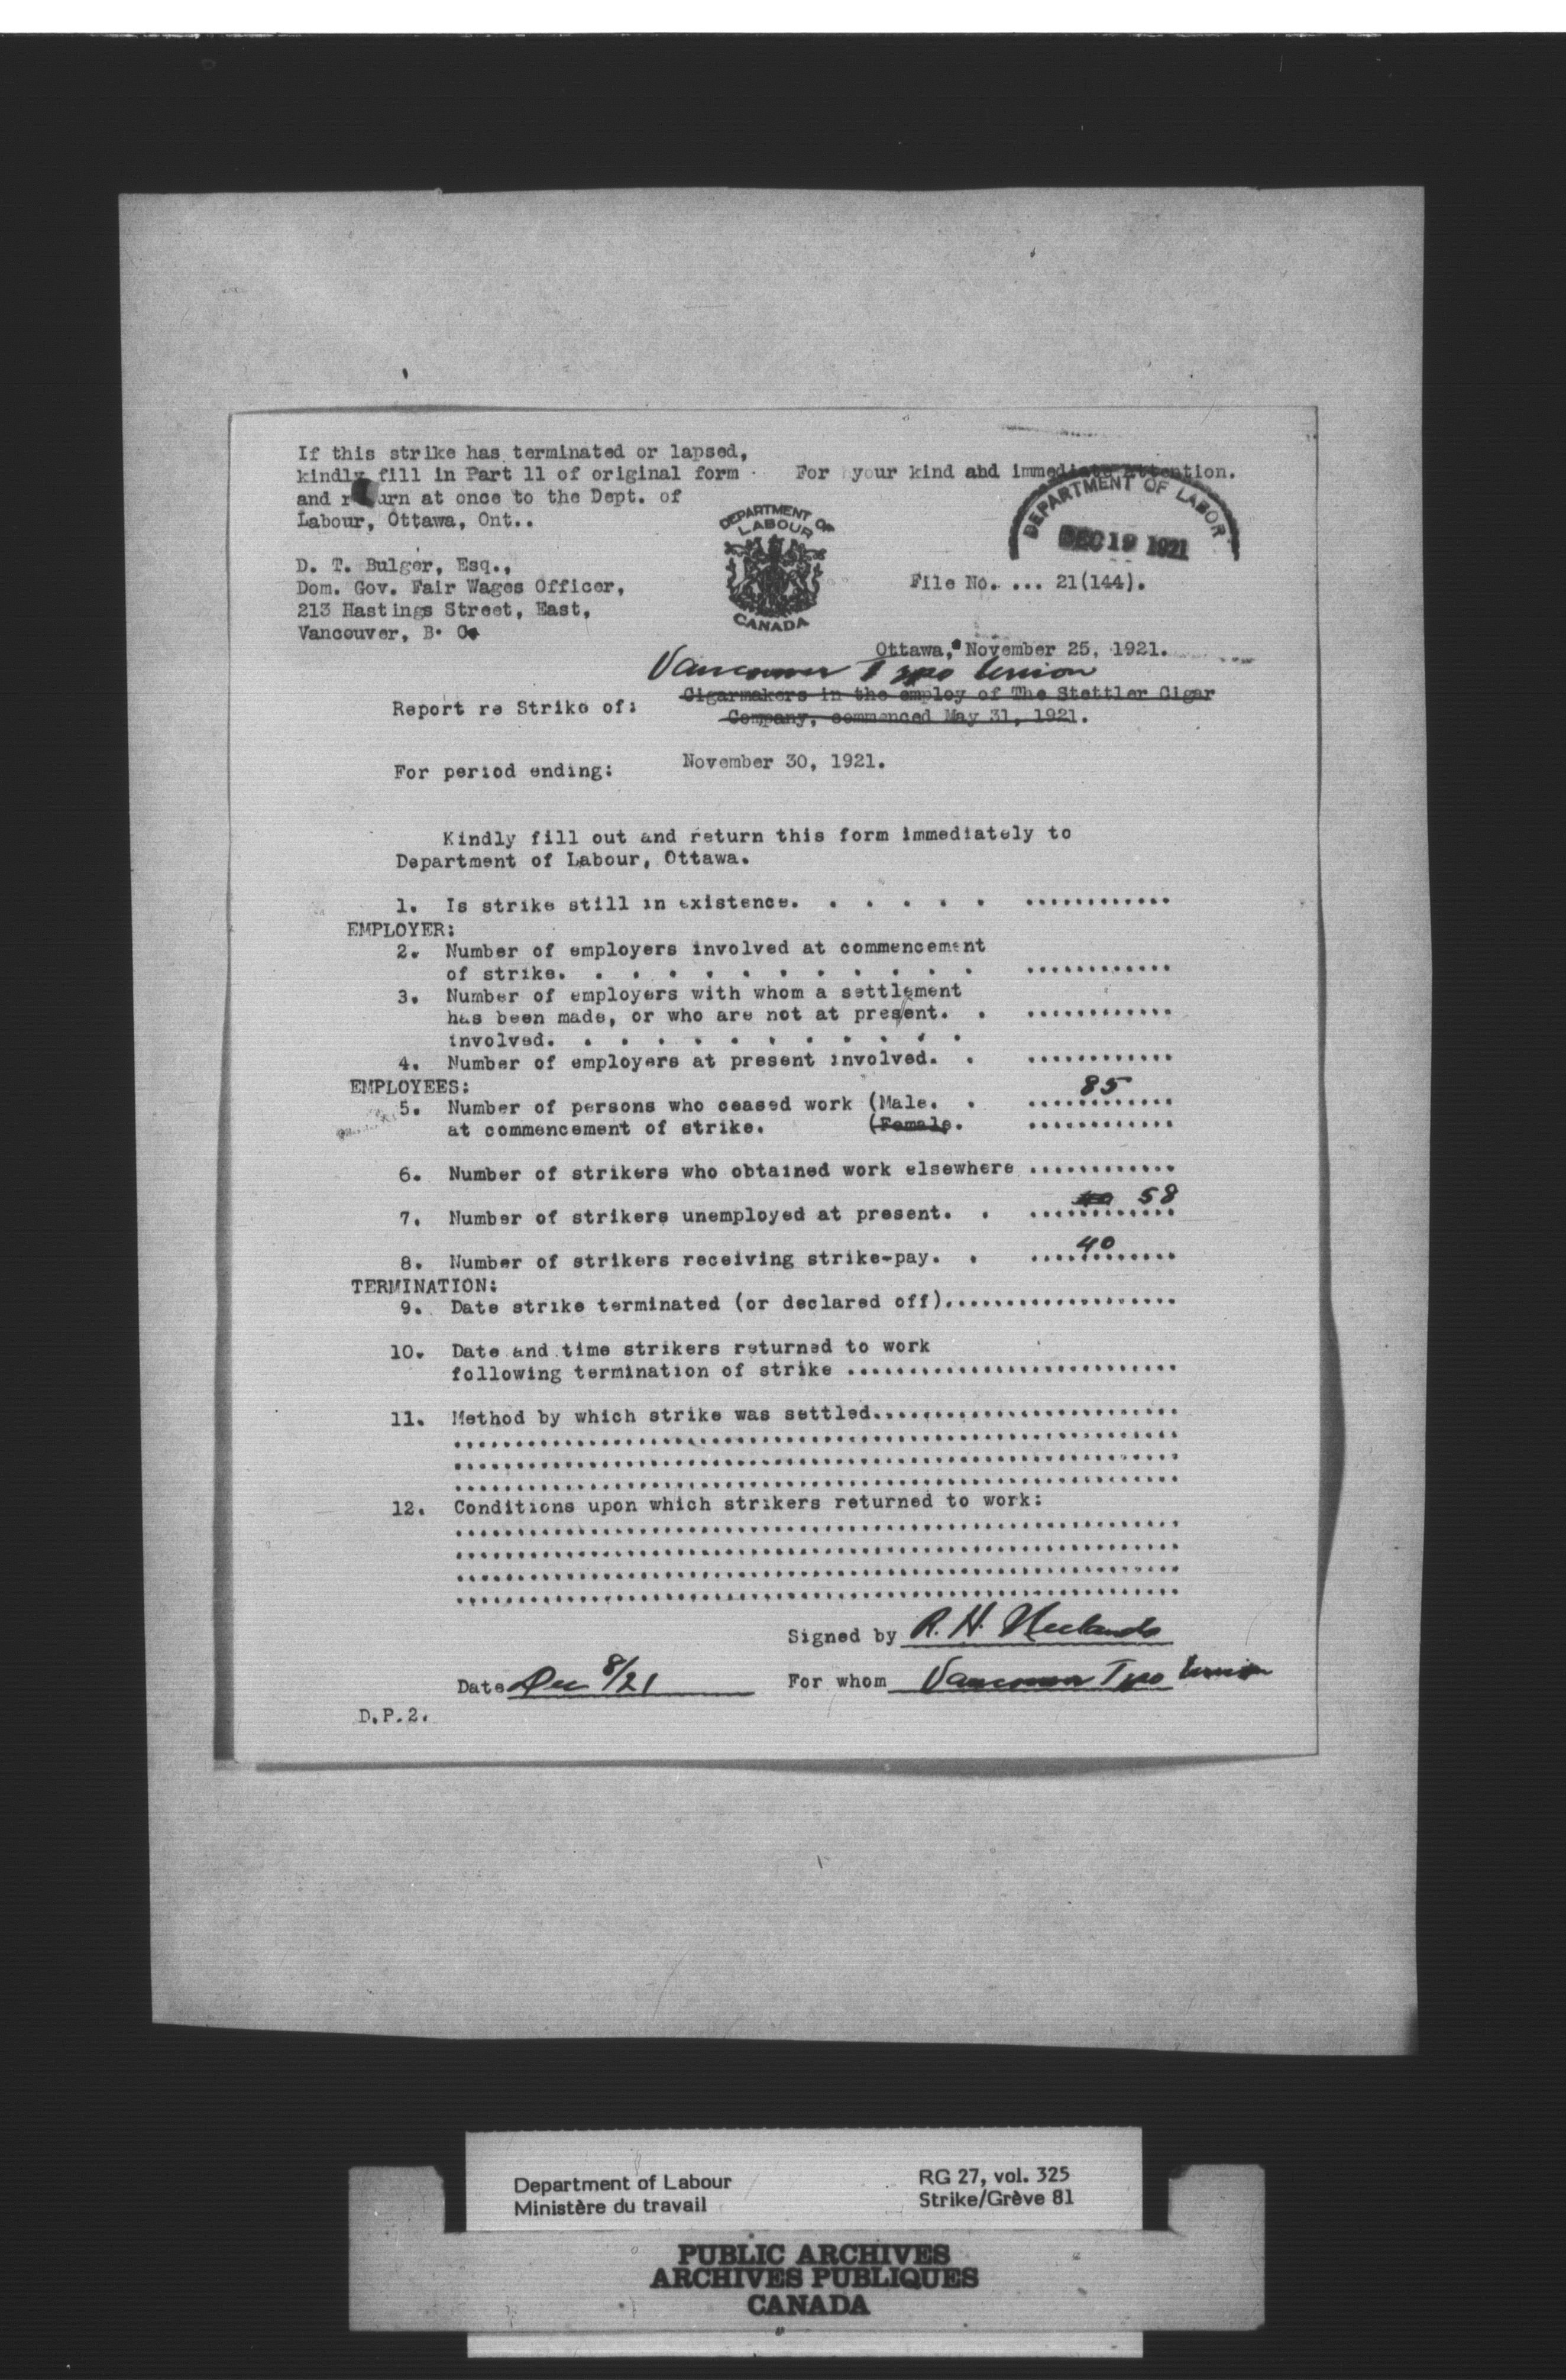 If this strike has terminated or lapsed,
kindly fill in Part 11 of original form
and return at once to the Dept. of
Labour, Ottawa, Ont..
For your kind and immediate attention.
DEPARTMENT OF LABOR
DEC 19 1921
DEPARTMENT OF
LABOUR
CANADA
D. T. Bulger, Esq.,
Dom. Gov. Fair Wages Officer,
213 Hastings Street, East,
Vancouver, B. C.
File No. ... 21(144).
Ottawa, November 25, 1921.
Vancouver Typo Union
Report re Strike of: Cigarmakers in the employ of The Stettler Cigar
Company, commenced May 31, 1921.
For period ending: November 30, 1921.
Kindly fill out and return this form immediately to
Department of Labour, Ottawa.
1. Is strike still in existence. . . . . . ............
EMPLOYER:
2. Number of employers involved at commencement
of strike. . . . . . . . . . . . ............
3. Number of employers with whom a settlement
has been made, or who are not at present. . ............
involved. . . . . . . . . . . .
4. Number of employers at present involved. . ............
EMPLOYEES:
5. Number of persons who ceased work (Male. . 85
at commencement of strike. (Female. ............
6. Number of strikers who obtained work elsewhere ............
7. Number of strikers unemployed at present. . 40 58
8. Number of strikers receiving strike-pay. . 40
TERMINATION:
9. Date strike terminated (or declared off)...................
10. Date and time strikers returned to work
following termination of strike ...........................
11. Method by which strike was settled.........................
...........................................................
...........................................................
...........................................................
12. Conditions upon which strikers returned to work:
...........................................................
...........................................................
...........................................................
...........................................................
Signed by R. H. Neelands
Date Dec 8/21 For whom Vancouver Typo Union
D.P.2.
Department of Labour
Ministère du travail
RG 27, vol. 325
Strike/Grève 81
PUBLIC ARCHIVES
ARCHIVES PUBLIQUES
CANADA